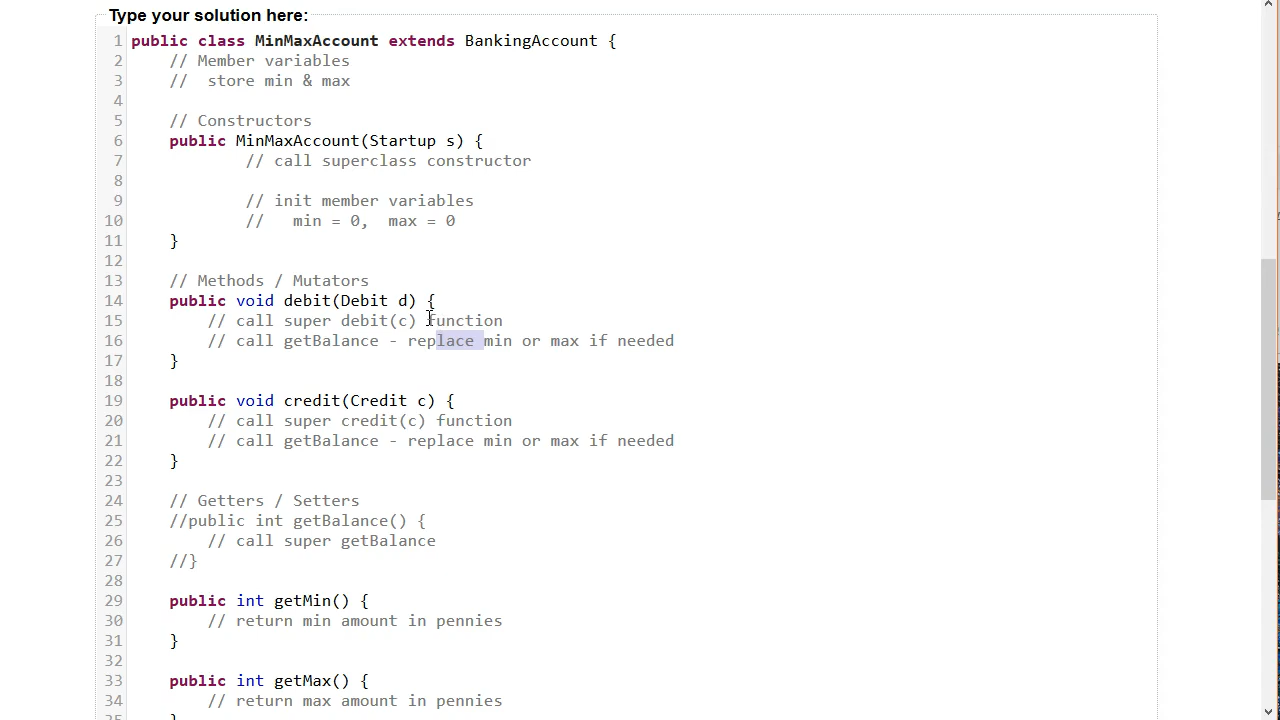 Type your solution here:
1 public class MinMaxAccount extends BankingAccount {
2 // Member variables
3 //  store min & max
4
5 // Constructors
6 public MinMaxAccount(Startup s) {
7 // call superclass constructor
8
9 // init member variables
10 //   min = 0,  max = 0
11 }
12
13 // Methods / Mutators
14 public void debit(Debit d) {
15 // call super debit(c) function
16 // call getBalance - replace min or max if needed
17 }
18
19 public void credit(Credit c) {
20 // call super credit(c) function
21 // call getBalance - replace min or max if needed
22 }
23
24 // Getters / Setters
25 //public int getBalance() {
26 // call super getBalance
27 //}
28
29 public int getMin() {
30 // return min amount in pennies
31 }
32
33 public int getMax() {
34 // return max amount in pennies
35 }